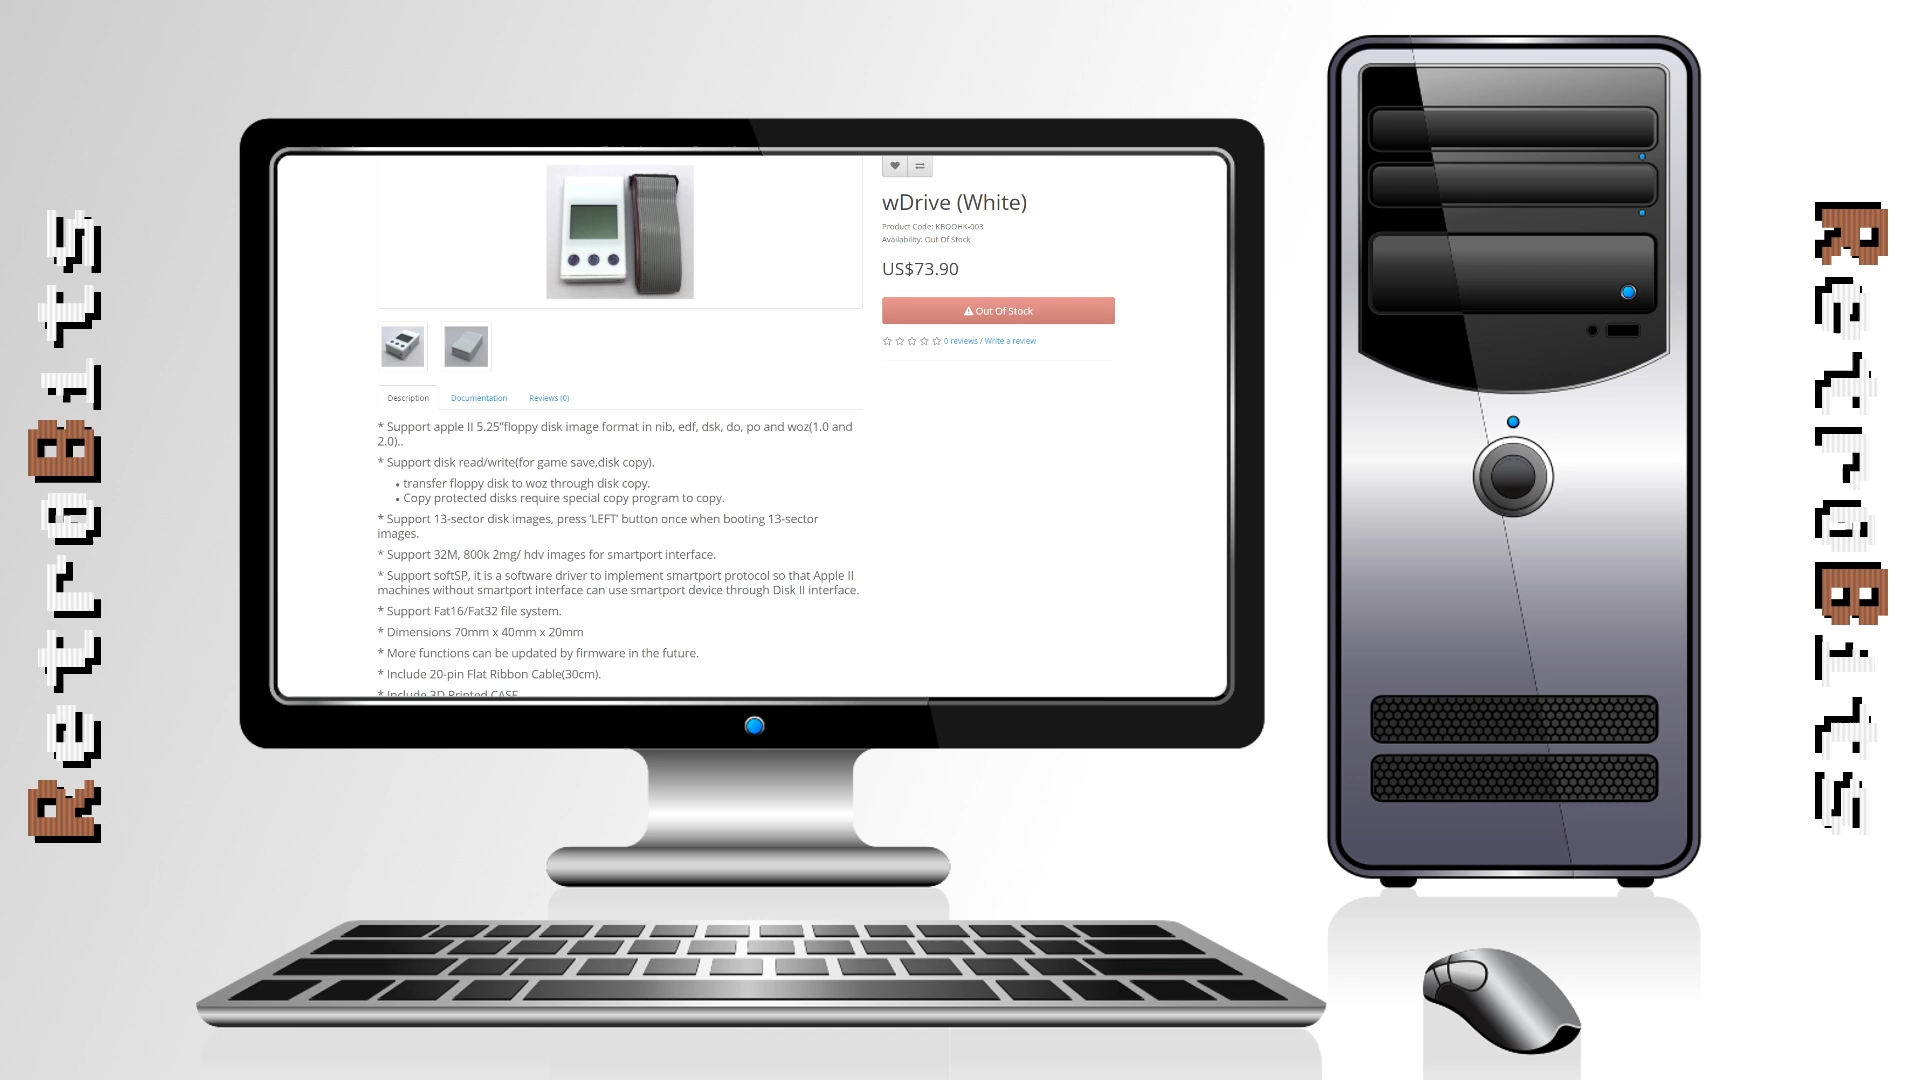 RetroBits
wDrive (White)
Product Code: KBOOHK-003
Availability: Out Of Stock
US$73.90
Out Of Stock
0 reviews / Write a review
Description
Documentation
Reviews (0)
* Support apple II 5.25"floppy disk image format in nib, edf, dsk, do, po and woz(1.0 and
2.0)..
* Support disk read/write(for game save,disk copy).
• transfer floppy disk to woz through disk copy.
• Copy protected disks require special copy program to copy.
* Support 13-sector disk images, press 'LEFT' button once when booting 13-sector
images.
* Support 32M, 800k 2mg/ hdv images for smartport interface.
* Support softSP, it is a software driver to implement smartport protocol so that Apple II
machines without smartport interface can use smartport device through Disk II interface.
* Support Fat16/Fat32 file system.
* Dimensions 70mm x 40mm x 20mm
* More functions can be updated by firmware in the future.
* Include 20-pin Flat Ribbon Cable(30cm).
* Include 3D Printed CASE
RetroBits